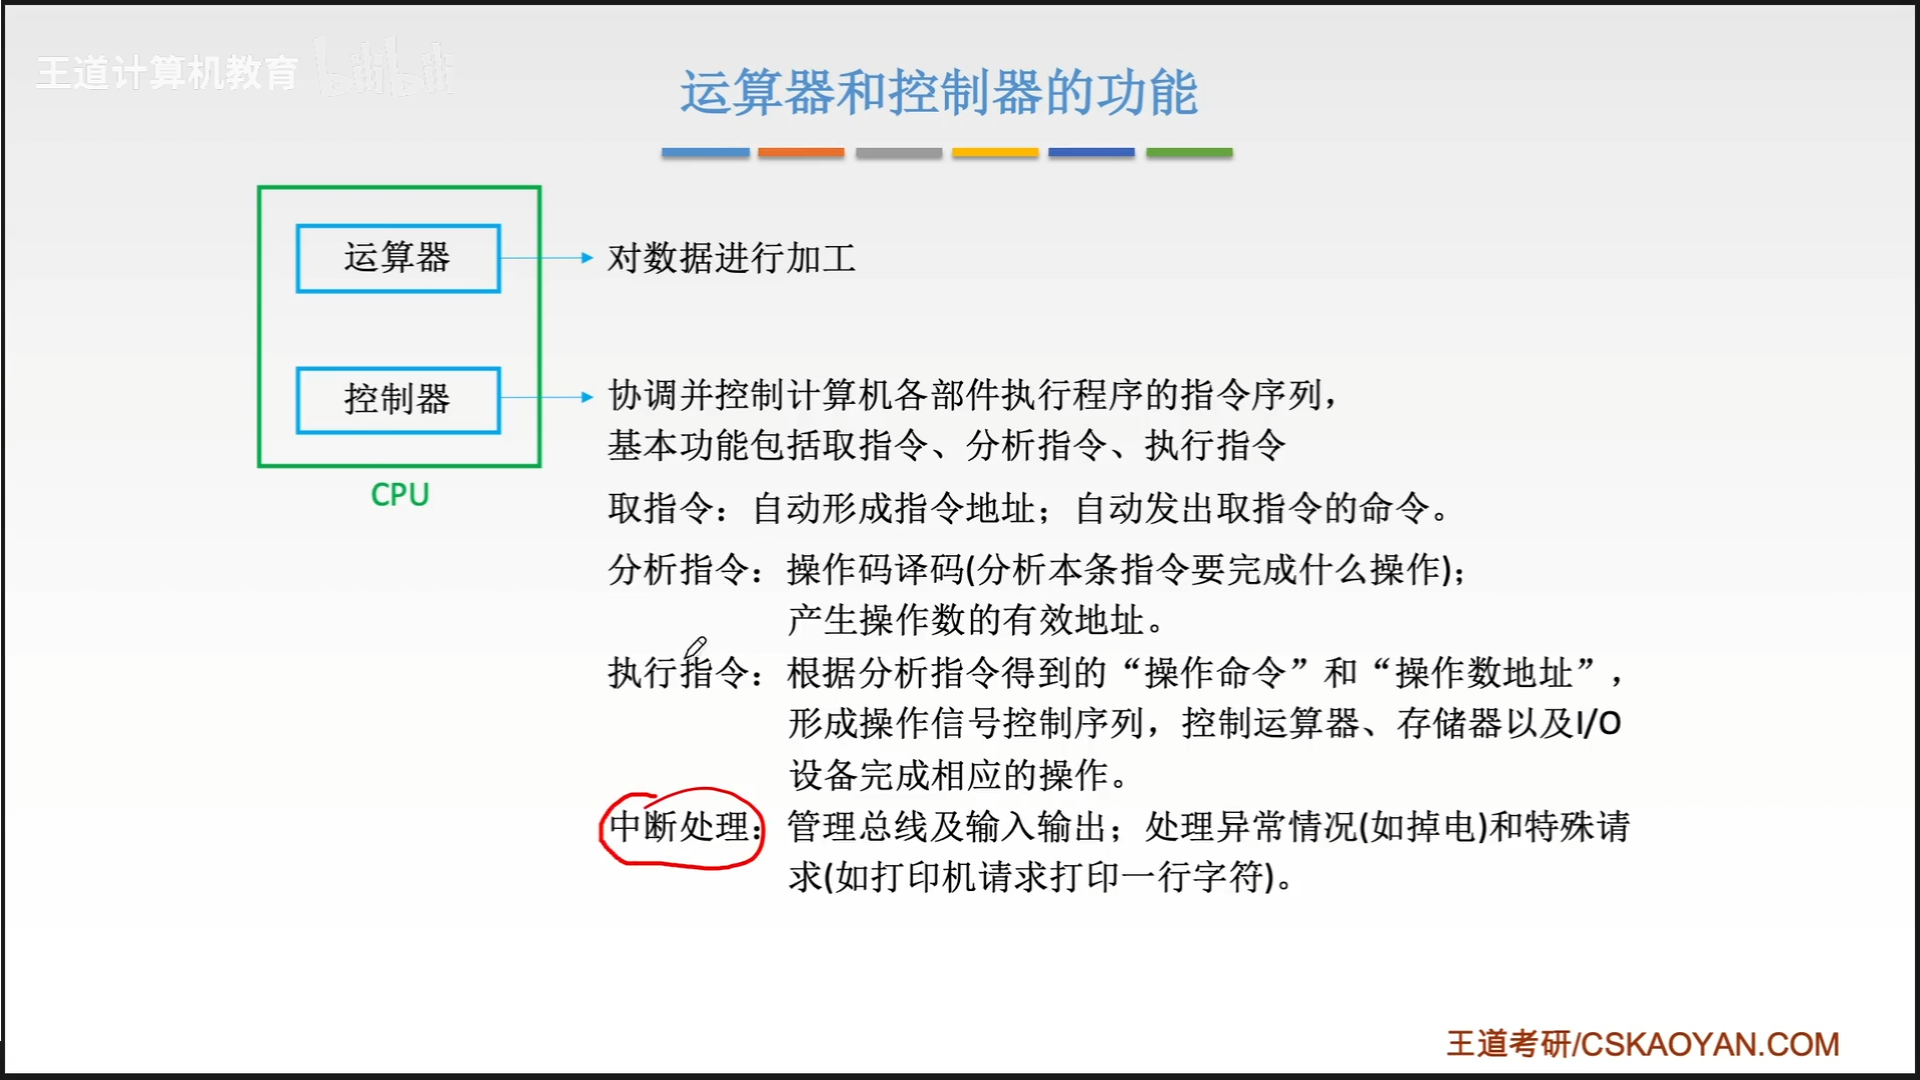 王道计算机教育 bilibili
运算器和控制器的功能
运算器
对数据进行加工
控制器
协调并控制计算机各部件执行程序的指令序列，
基本功能包括取指令、分析指令、执行指令
CPU
取指令：自动形成指令地址；自动发出取指令的命令。
分析指令：操作码译码(分析本条指令要完成什么操作)；
产生操作数的有效地址。
执行指令：根据分析指令得到的“操作命令”和“操作数地址”，
形成操作信号控制序列，控制运算器、存储器以及I/O
设备完成相应的操作。
中断处理：管理总线及输入输出；处理异常情况(如掉电)和特殊请
求(如打印机请求打印一行字符)。
王道考研/CSKAOYAN.COM